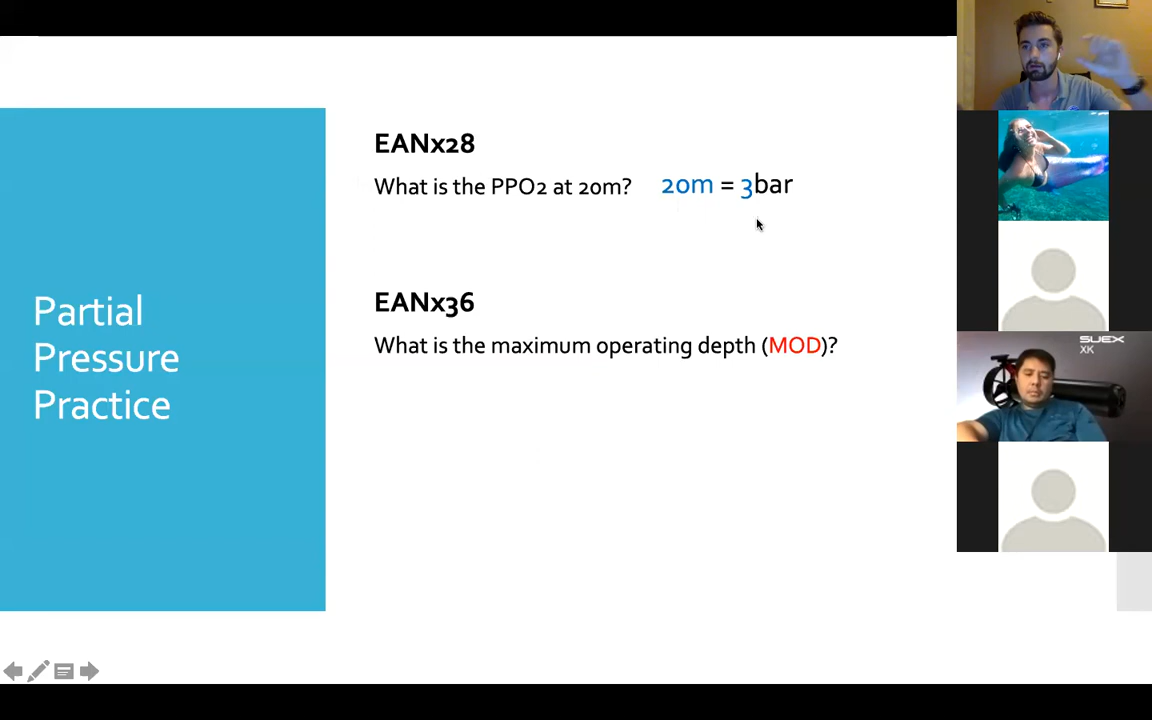 EANx28
What is the PPO2 at 20m? 20m = 3bar
EANx36
What is the maximum operating depth (MOD)?
Partial
Pressure
Practice
SUEX
XK